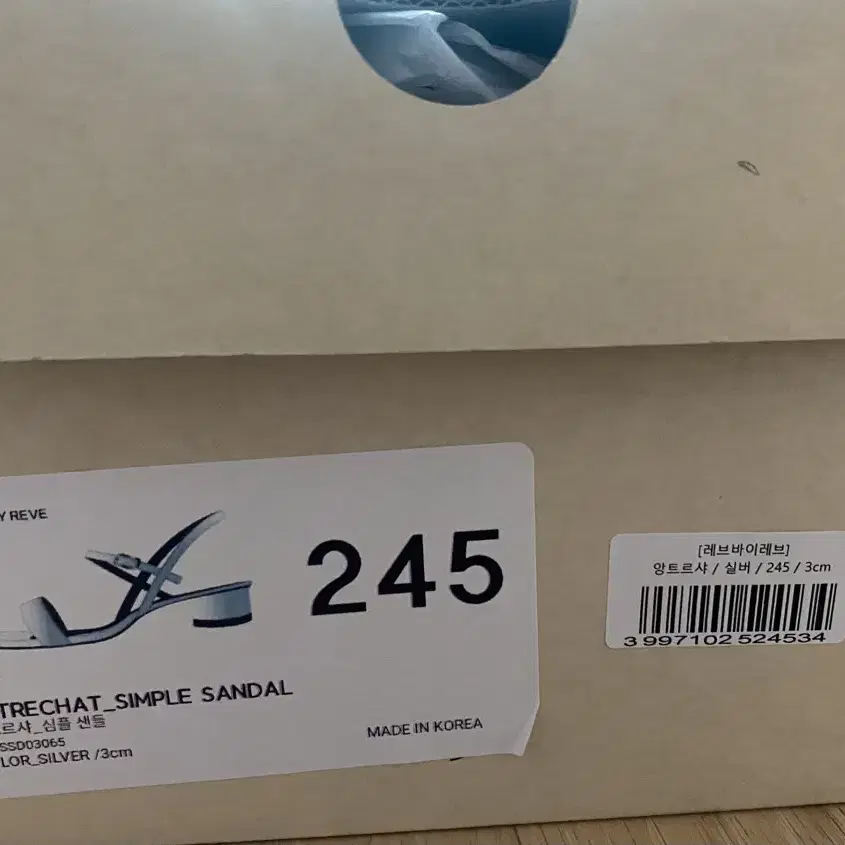 Y REVE
245
TRECHAT_SIMPLE SANDAL
르샤_심플 샌들
SSD03065
LOR_SILVER /3cm
MADE IN KOREA
[레브바이레브]
앙트르샤 / 실버 / 245 / 3cm
3 997102 524534